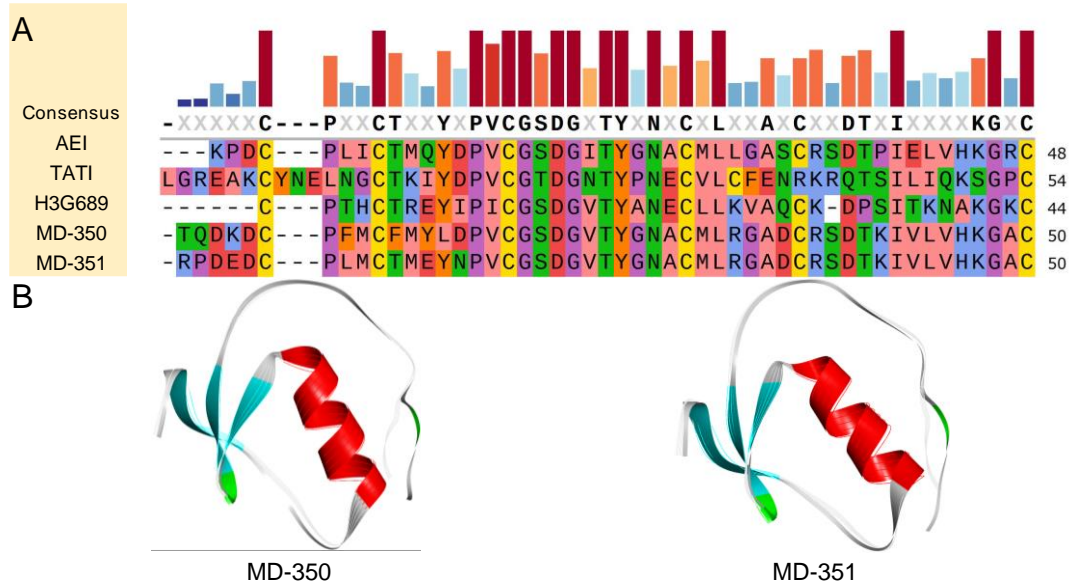 A
Consensus -XXXXXC---PXXCTXXYXPVCGSDGXTYXNXCXLXXAXCXXDTXIXXXXKGXC
AEI ---KPDC---PLICTMQYDPVCGSDGITYGNACMLLGASCRSDTPIELVHKGRC 48
TATI LGREAKCYNELNGCTKIYDPVCGTDGNTYPNECVLCFENRKRQTSILIQKSGPC 54
H3G689 ------C---PTHCTREYIPICGSDGVTYANECLLKVAQCK-DPSITKNAKGKC 44
MD-350 -TQDKDC---PFMCFMYLDPVCGSDGVTYGNACMLRGADCRSDTKIVLVHKGAC 50
MD-351 -RPDEDC---PLMCTMEYNPVCGSDGVTYGNACMLRGADCRSDTKIVLVHKGAC 50
B
MD-350 MD-351